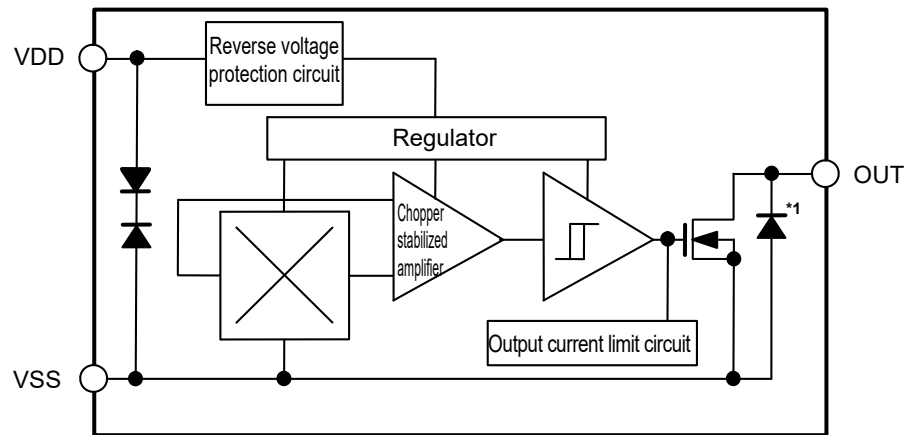 VDD
Reverse voltage
protection circuit
Regulator
OUT
*1
Chopper
stabilized
amplifier
Output current limit circuit
VSS